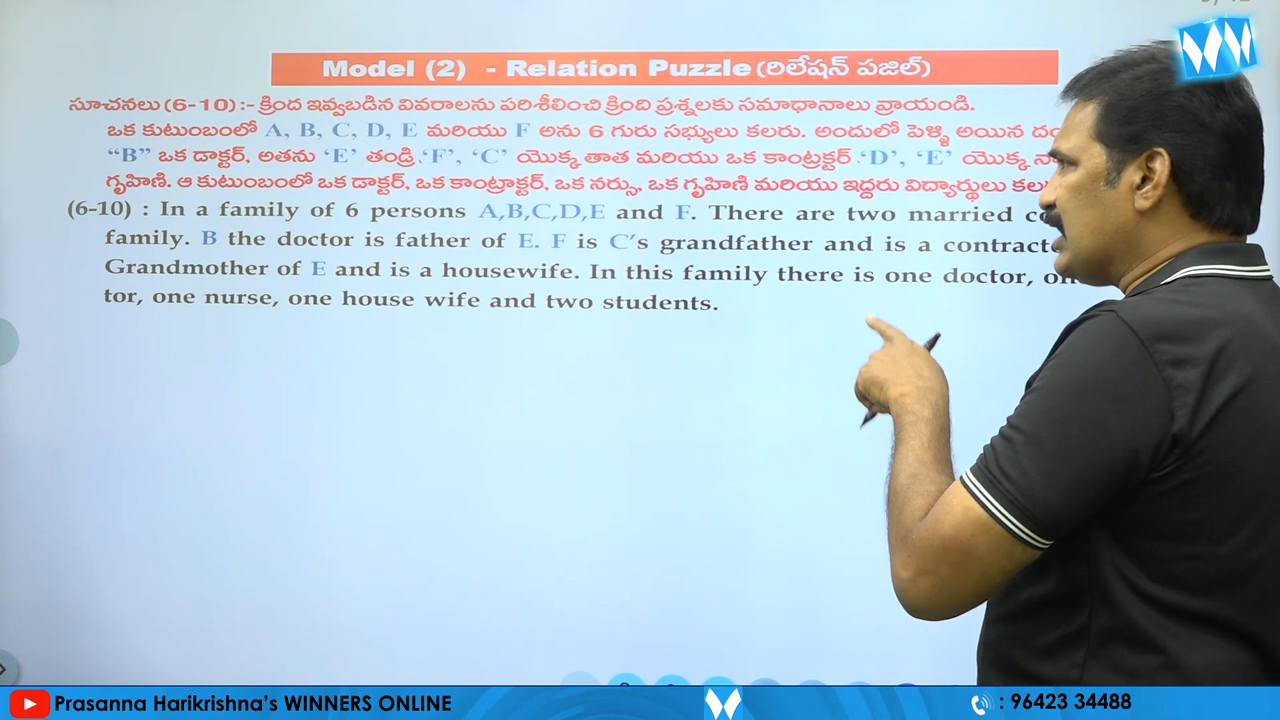 Model (2) - Relation Puzzle (రిలేషన్ పజిల్)
సూచనలు (6-10) :- క్రింద ఇవ్వబడిన వివరాలను పరిశీలించి క్రింది ప్రశ్నలకు సమాధానాలు వ్రాయండి.
ఒక కుటుంబంలో A, B, C, D, E మరియు F అను 6 గురు సభ్యులు కలరు. అందులో పెళ్ళి అయిన
"B" ఒక డాక్టర్, అతను 'E' తండ్రి. 'F', 'C' యొక్క తాత మరియు ఒక కాంట్రక్టర్ .'D', 'E' యొక్క
గృహిణి. ఆ కుటుంబంలో ఒక డాక్టర్, ఒక కాంట్రాక్టర్, ఒక నర్సు, ఒక గృహిణి మరియు ఇద్దరు విద్యార్థులు
(6-10) : In a family of 6 persons A,B,C,D,E and F. There are two married
family. B the doctor is father of E. F is C's grandfather and is a
Grandmother of E and is a housewife. In this family there is one doctor,
tor, one nurse, one house wife and two students.
Prasanna Harikrishna's WINNERS ONLINE
: 96423 34488